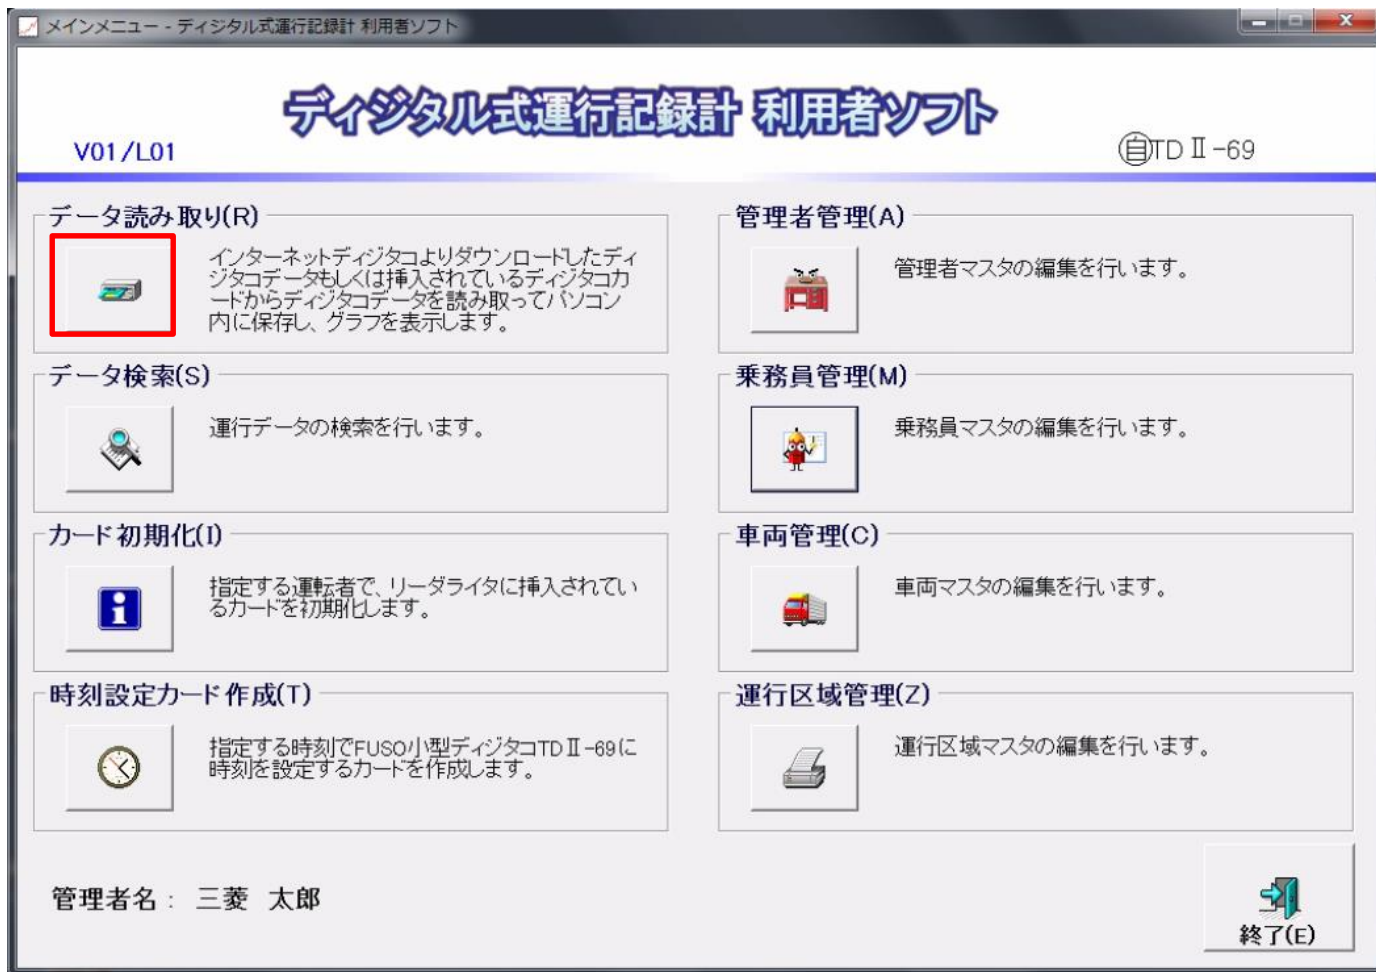 メインメニュー - ディジタル式運行記録計 利用者ソフト
ディジタル式運行記録計 利用者ソフト
V01/L01
自TDⅡ-69
データ読み取り(R)
インターネットディジタコよりダウンロードしたディ
ジタコデータもしくは挿入されているディジタコカ
ードからディジタコデータを読み取ってパソコン
内に保存し、グラフを表示します。
データ検索(S)
運行データの検索を行います。
カード初期化(I)
指定する運転者で、リーダライタに挿入されてい
るカードを初期化します。
時刻設定カード作成(T)
指定する時刻でFUSO小型ディジタコTDⅡ-69に
時刻を設定するカードを作成します。
管理者管理(A)
管理者マスタの編集を行います。
乗務員管理(M)
乗務員マスタの編集を行います。
車両管理(C)
車両マスタの編集を行います。
運行区域管理(Z)
運行区域マスタの編集を行います。
管理者名: 三菱 太郎
終了(E)